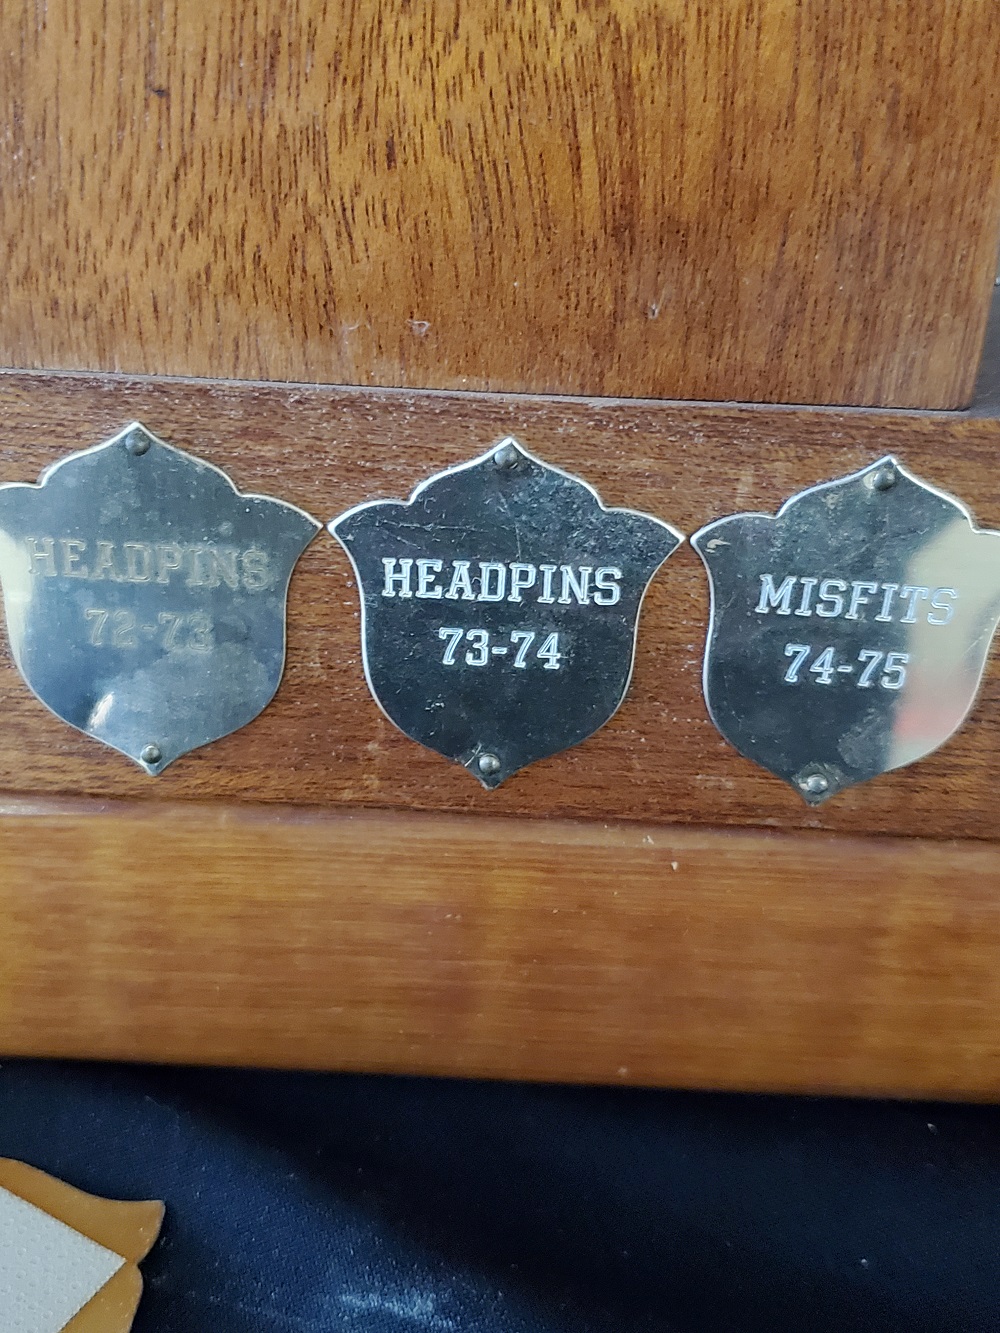 HEADPINS
72-73
HEADPINS
73-74
MISFITS
74-75